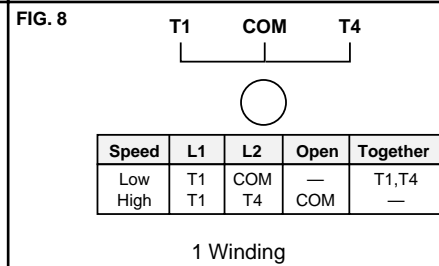 FIG. 8
T1 COM T4
Speed L1 L2 Open Together
Low T1 COM — T1,T4
High T1 T4 COM —
1 Winding